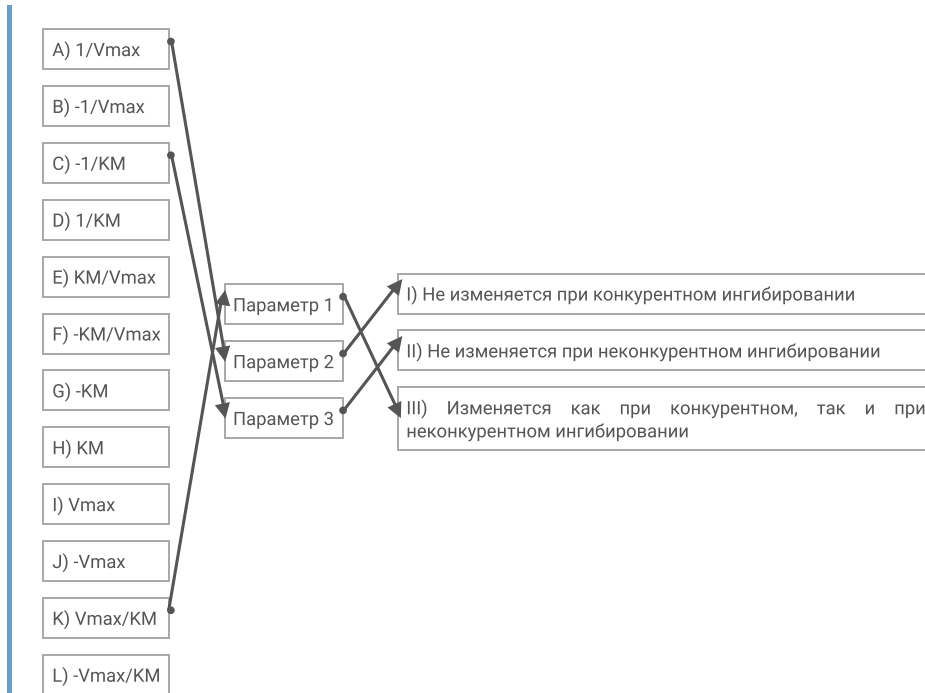 A) 1/Vmax
B) -1/Vmax
C) -1/KM
D) 1/KM
E) KM/Vmax
F) -KM/Vmax
G) -KM
H) KM
I) Vmax
J) -Vmax
K) Vmax/KM
L) -Vmax/KM
Параметр 1
Параметр 2
Параметр 3
I) Не изменяется при конкурентном ингибировании
II) Не изменяется при неконкурентном ингибировании
III) Изменяется как при конкурентном, так и при
неконкурентном ингибировании